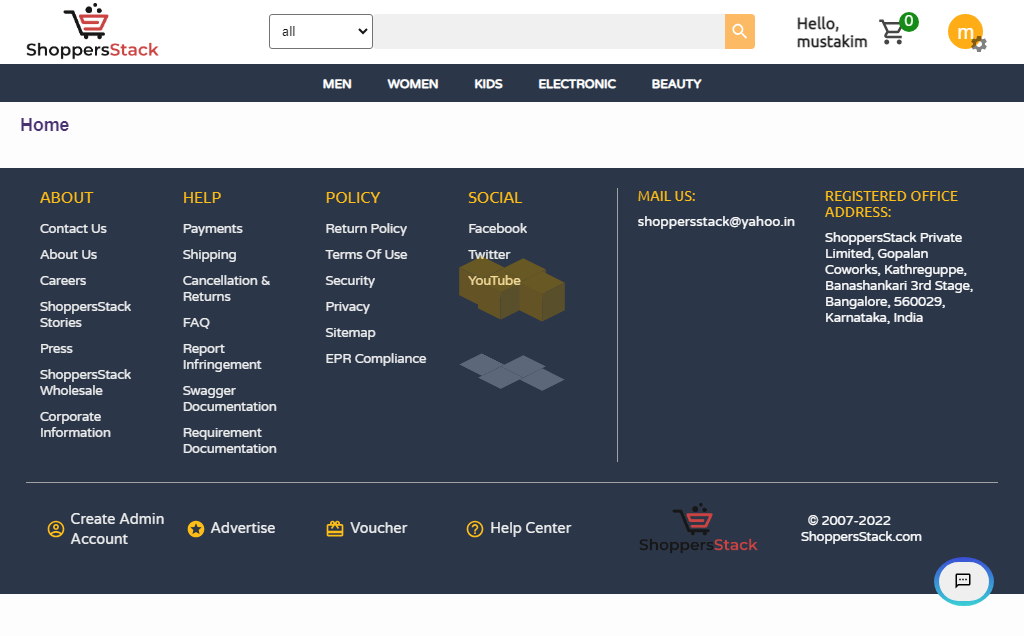 ShoppersStack
all
Hello,
mustakim
0
m
MEN WOMEN KIDS ELECTRONIC BEAUTY
Home
ABOUT
Contact Us
About Us
Careers
ShoppersStack
Stories
Press
ShoppersStack
Wholesale
Corporate
Information
HELP
Payments
Shipping
Cancellation &
Returns
FAQ
Report
Infringement
Swagger
Documentation
Requirement
Documentation
POLICY
Return Policy
Terms Of Use
Security
Privacy
Sitemap
EPR Compliance
SOCIAL
Facebook
Twitter
YouTube
MAIL US:
shoppersstack@yahoo.in
REGISTERED OFFICE
ADDRESS:
ShoppersStack Private
Limited, Gopalan
Coworks, Kathreguppe,
Banashankari 3rd Stage,
Bangalore, 560029,
Karnataka, India
Create Admin
Account
Advertise
Voucher
Help Center
ShoppersStack
© 2007-2022
ShoppersStack.com